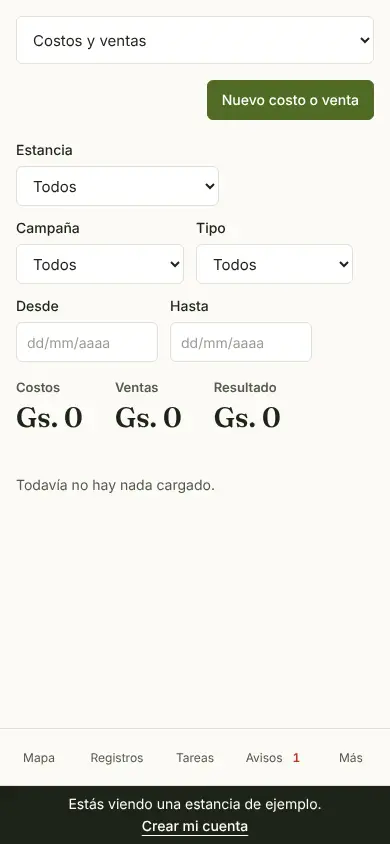 Costos y ventas
Nuevo costo o venta
Estancia
Todos
Campaña Tipo
Todos Todos
Desde Hasta
dd/mm/aaaa dd/mm/aaaa
Costos Ventas Resultado
Gs. 0 Gs. 0 Gs. 0
Todavía no hay nada cargado.
Mapa Registros Tareas Avisos 1 Más
Estás viendo una estancia de ejemplo.
Crear mi cuenta